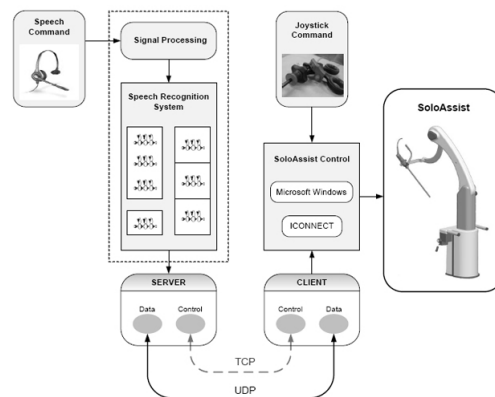 Speech
Command
Signal Processing
Speech Recognition
System
SERVER
Data
Control
Joystick
Command
SoloAssist Control
Microsoft Windows
ICONNECT
CLIENT
Control
Data
SoloAssist
TCP
UDP